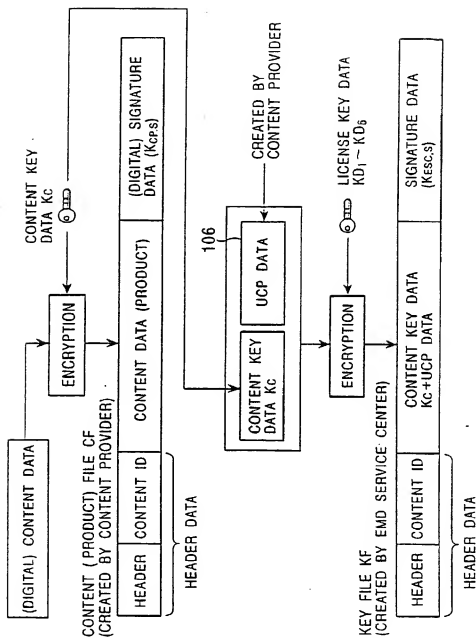 (DIGITAL) CONTENT DATA
CONTENT KEY
DATA Kc
ENCRYPTION
CONTENT (PRODUCT) FILE CF
(CREATED BY CONTENT PROVIDER)
HEADER
CONTENT ID
CONTENT DATA (PRODUCT)
(DIGITAL) SIGNATURE
DATA (KCP,S)
HEADER DATA
106
CREATED BY
CONTENT PROVIDER
CONTENT KEY
DATA Kc
UCP DATA
ENCRYPTION
LICENSE KEY DATA
KD1 ~ KD6
KEY FILE KF
(CREATED BY EMD SERVICE CENTER)
HEADER
CONTENT ID
CONTENT KEY DATA
Kc+UCP DATA
SIGNATURE DATA
(KESC,S)
HEADER DATA